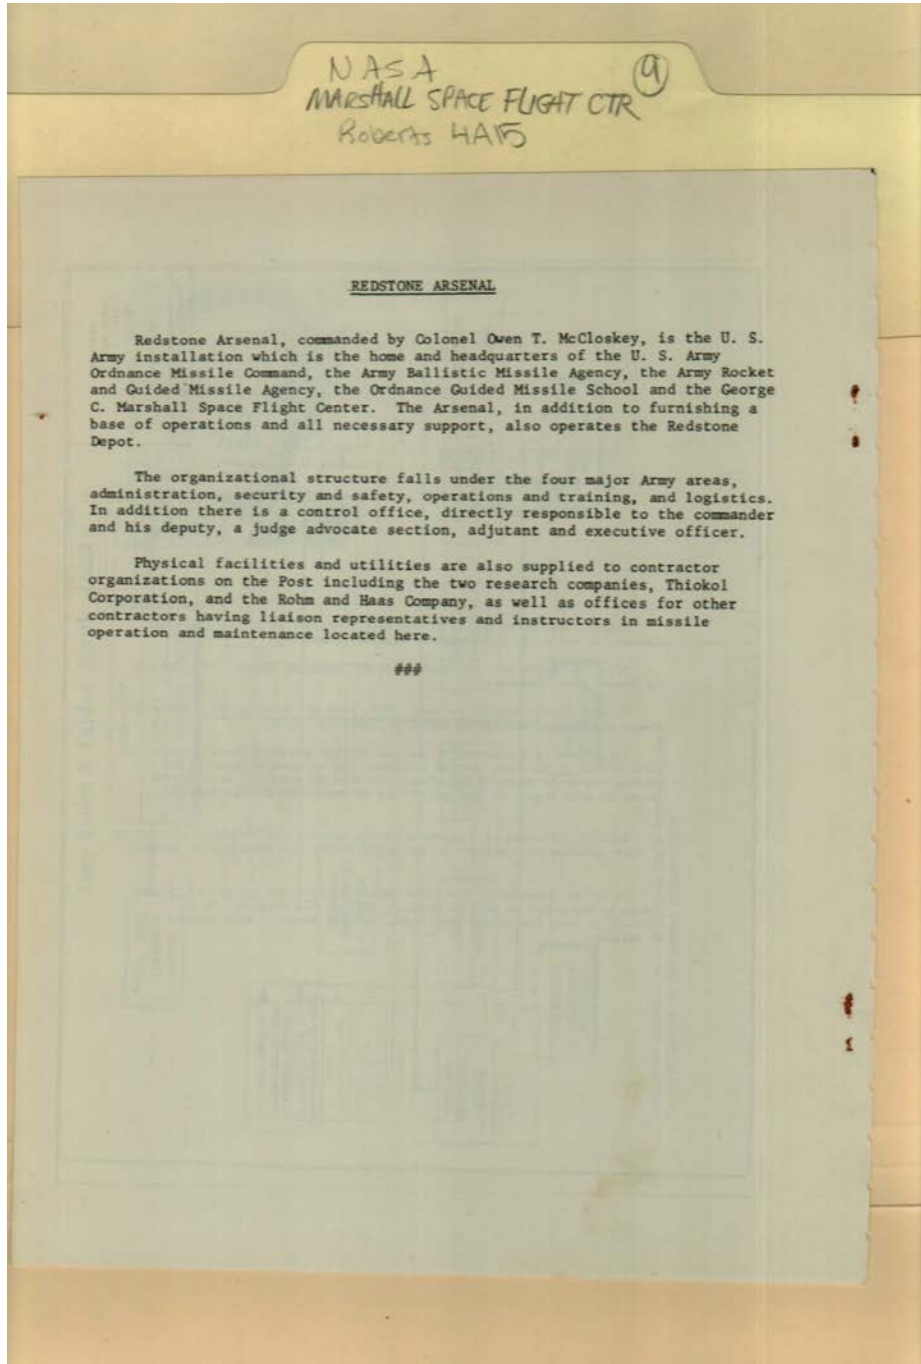 NASA 9
MARSHALL SPACE FLIGHT CTR
Roberts 4A15
REDSTONE ARSENAL
Redstone Arsenal, commanded by Colonel Owen T. McCloskey, is the U. S.
Army installation which is the home and headquarters of the U. S. Army
Ordnance Missile Command, the Army Ballistic Missile Agency, the Army Rocket
and Guided Missile Agency, the Ordnance Guided Missile School and the George
C. Marshall Space Flight Center. The Arsenal, in addition to furnishing a
base of operations and all necessary support, also operates the Redstone
Depot.
The organizational structure falls under the four major Army areas,
administration, security and safety, operations and training, and logistics.
In addition there is a control office, directly responsible to the commander
and his deputy, a judge advocate section, adjutant and executive officer.
Physical facilities and utilities are also supplied to contractor
organizations on the Post including the two research companies, Thiokol
Corporation, and the Rohm and Haas Company, as well as offices for other
contractors having liaison representatives and instructors in missile
operation and maintenance located here.
###